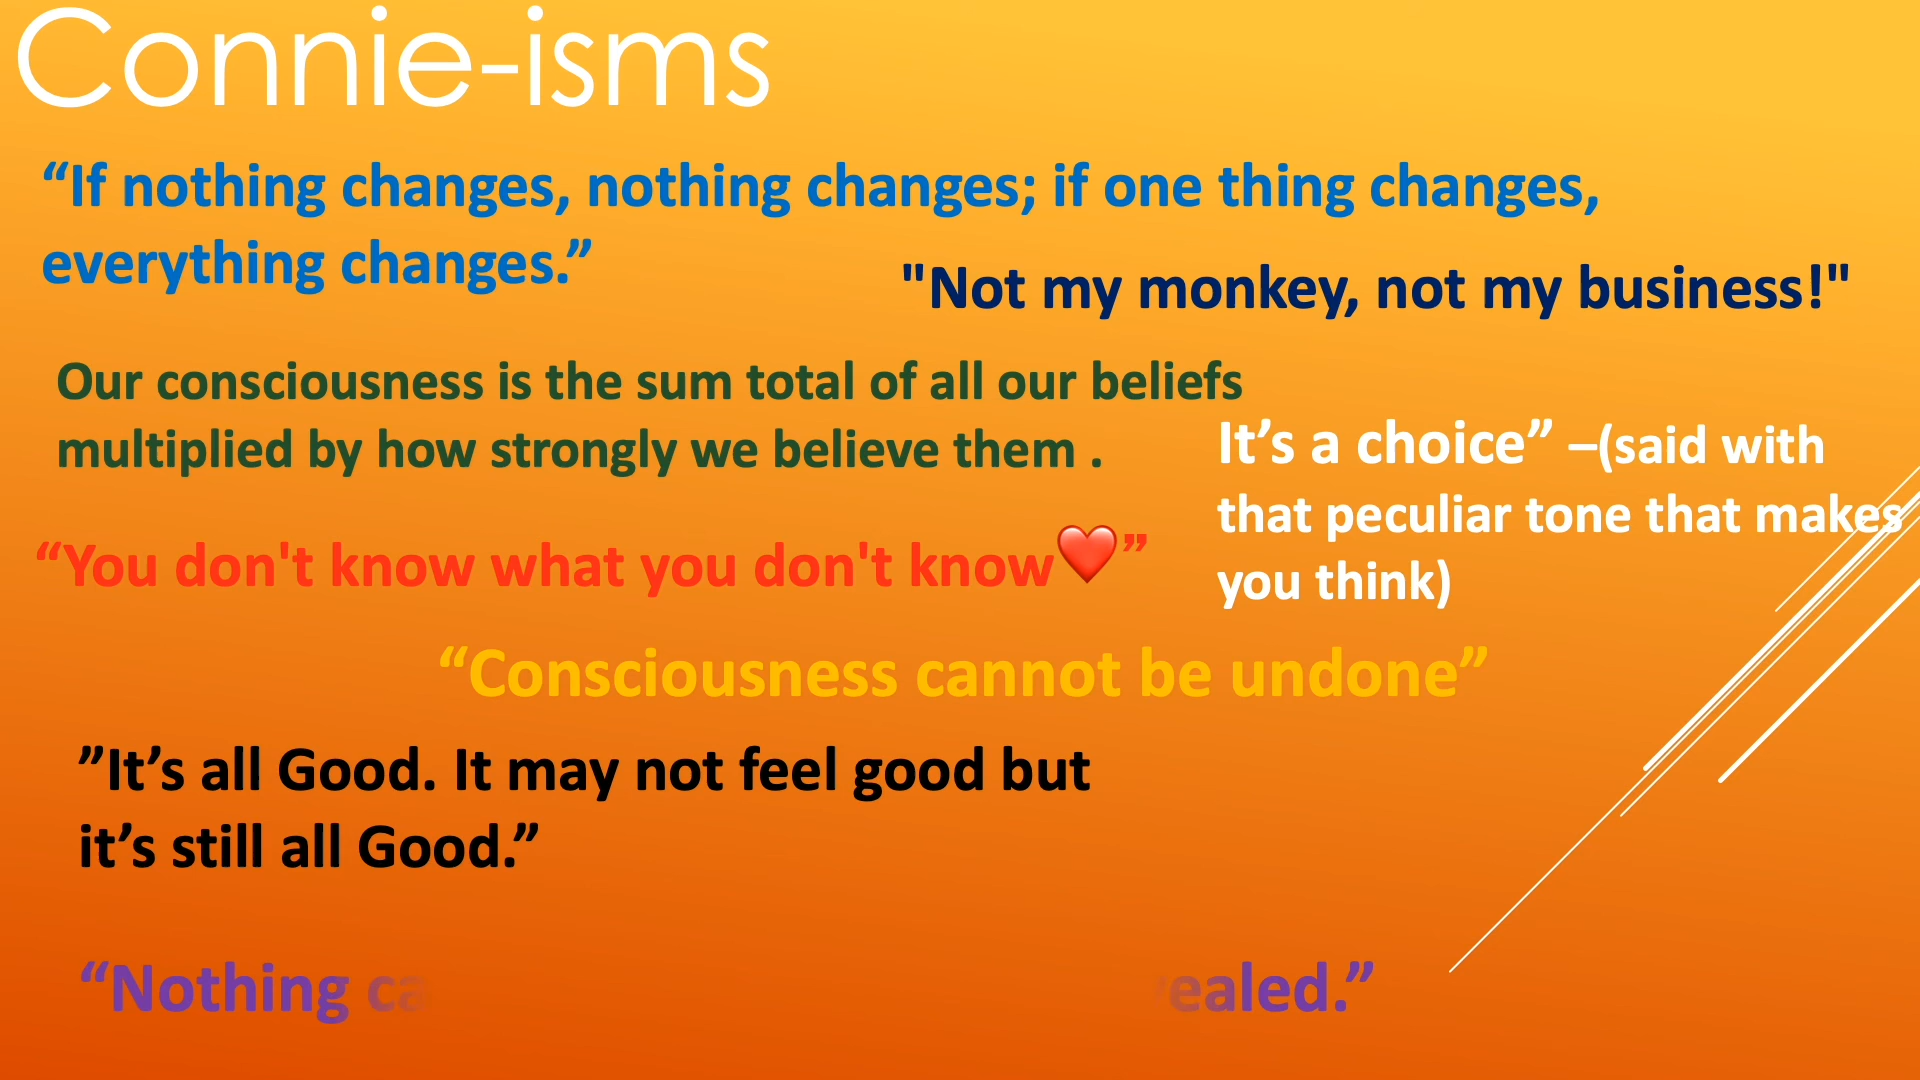 Connie-isms
“If nothing changes, nothing changes; if one thing changes,
everything changes.”
"Not my monkey, not my business!"
Our consciousness is the sum total of all our beliefs
multiplied by how strongly we believe them .
It’s a choice” –(said with
that peculiar tone that makes
you think)
“You don't know what you don't know❤️”
“Consciousness cannot be undone”
”It’s all Good. It may not feel good but
it’s still all Good.”
“Nothing